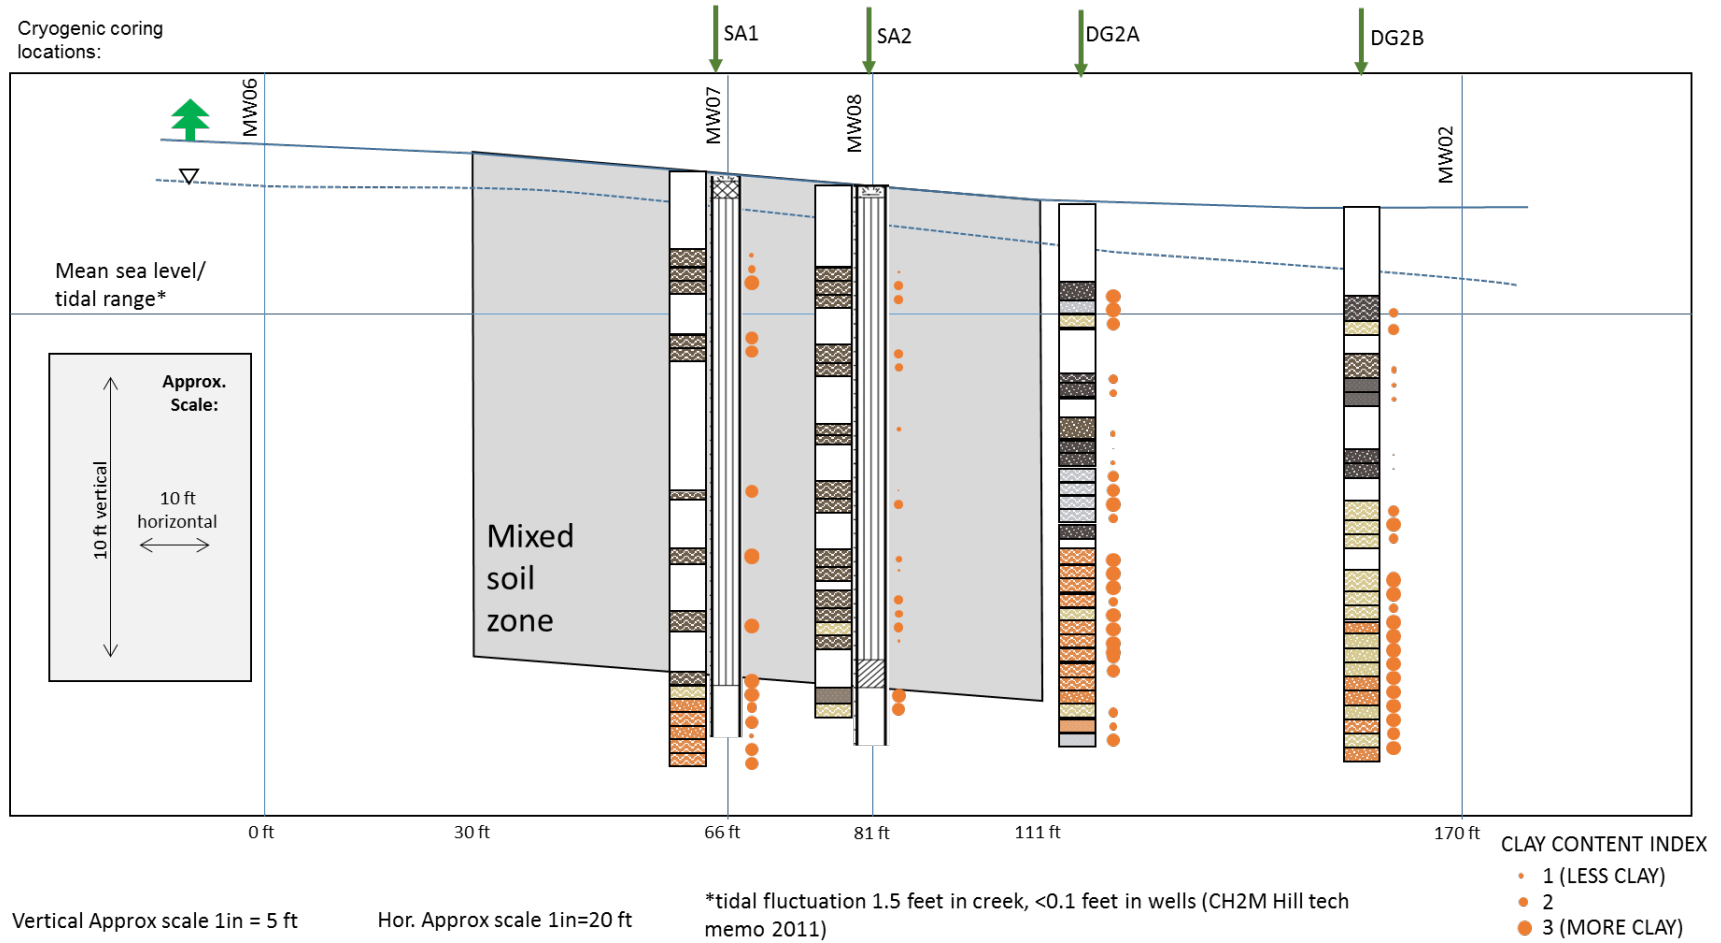 Cryogenic coring
locations:
SA1
SA2
DG2A
DG2B
MW06
MW07
MW08
MW02
Mean sea level/
tidal range*
Approx.
Scale:
10 ft vertical
10 ft
horizontal
Mixed
soil
zone
0 ft
30 ft
66 ft
81 ft
111 ft
170 ft
CLAY CONTENT INDEX
1 (LESS CLAY)
2
3 (MORE CLAY)
Vertical Approx scale 1in = 5 ft
Hor. Approx scale 1in=20 ft
*tidal fluctuation 1.5 feet in creek, <0.1 feet in wells (CH2M Hill tech
memo 2011)